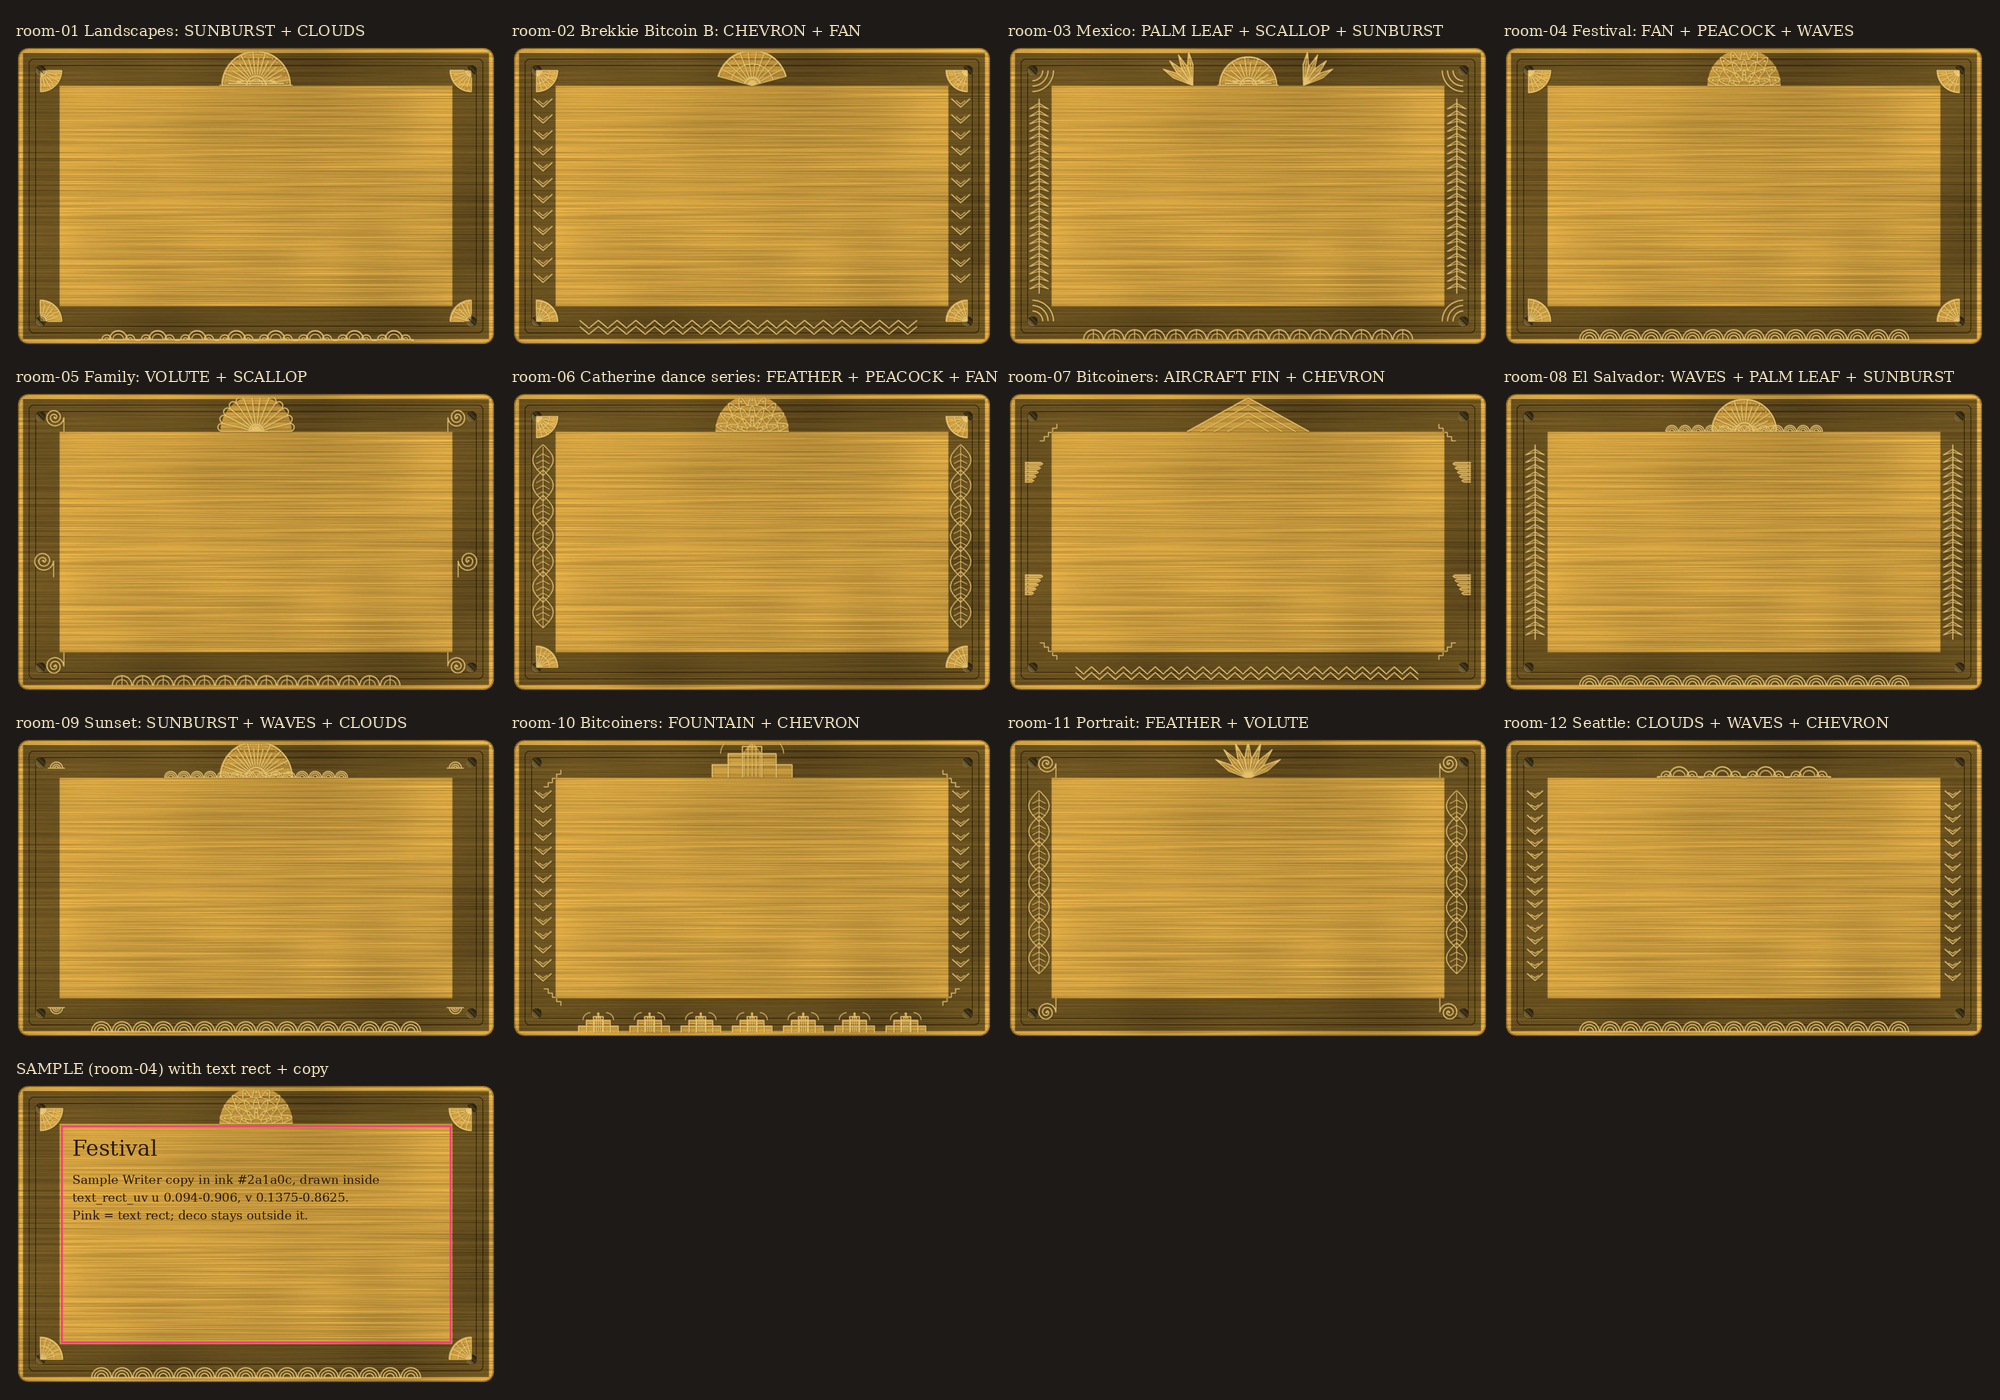 room-01 Landscapes: SUNBURST + CLOUDS
room-02 Brekkie Bitcoin B: CHEVRON + FAN
room-03 Mexico: PALM LEAF + SCALLOP + SUNBURST
room-04 Festival: FAN + PEACOCK + WAVES
room-05 Family: VOLUTE + SCALLOP
room-06 Catherine dance series: FEATHER + PEACOCK + FAN
room-07 Bitcoiners: AIRCRAFT FIN + CHEVRON
room-08 El Salvador: WAVES + PALM LEAF + SUNBURST
room-09 Sunset: SUNBURST + WAVES + CLOUDS
room-10 Bitcoiners: FOUNTAIN + CHEVRON
room-11 Portrait: FEATHER + VOLUTE
room-12 Seattle: CLOUDS + WAVES + CHEVRON
SAMPLE (room-04) with text rect + copy
Festival
Sample Writer copy in ink #2a1a0c, drawn inside
text_rect_uv u 0.094-0.906, v 0.1375-0.8625.
Pink = text rect; deco stays outside it.